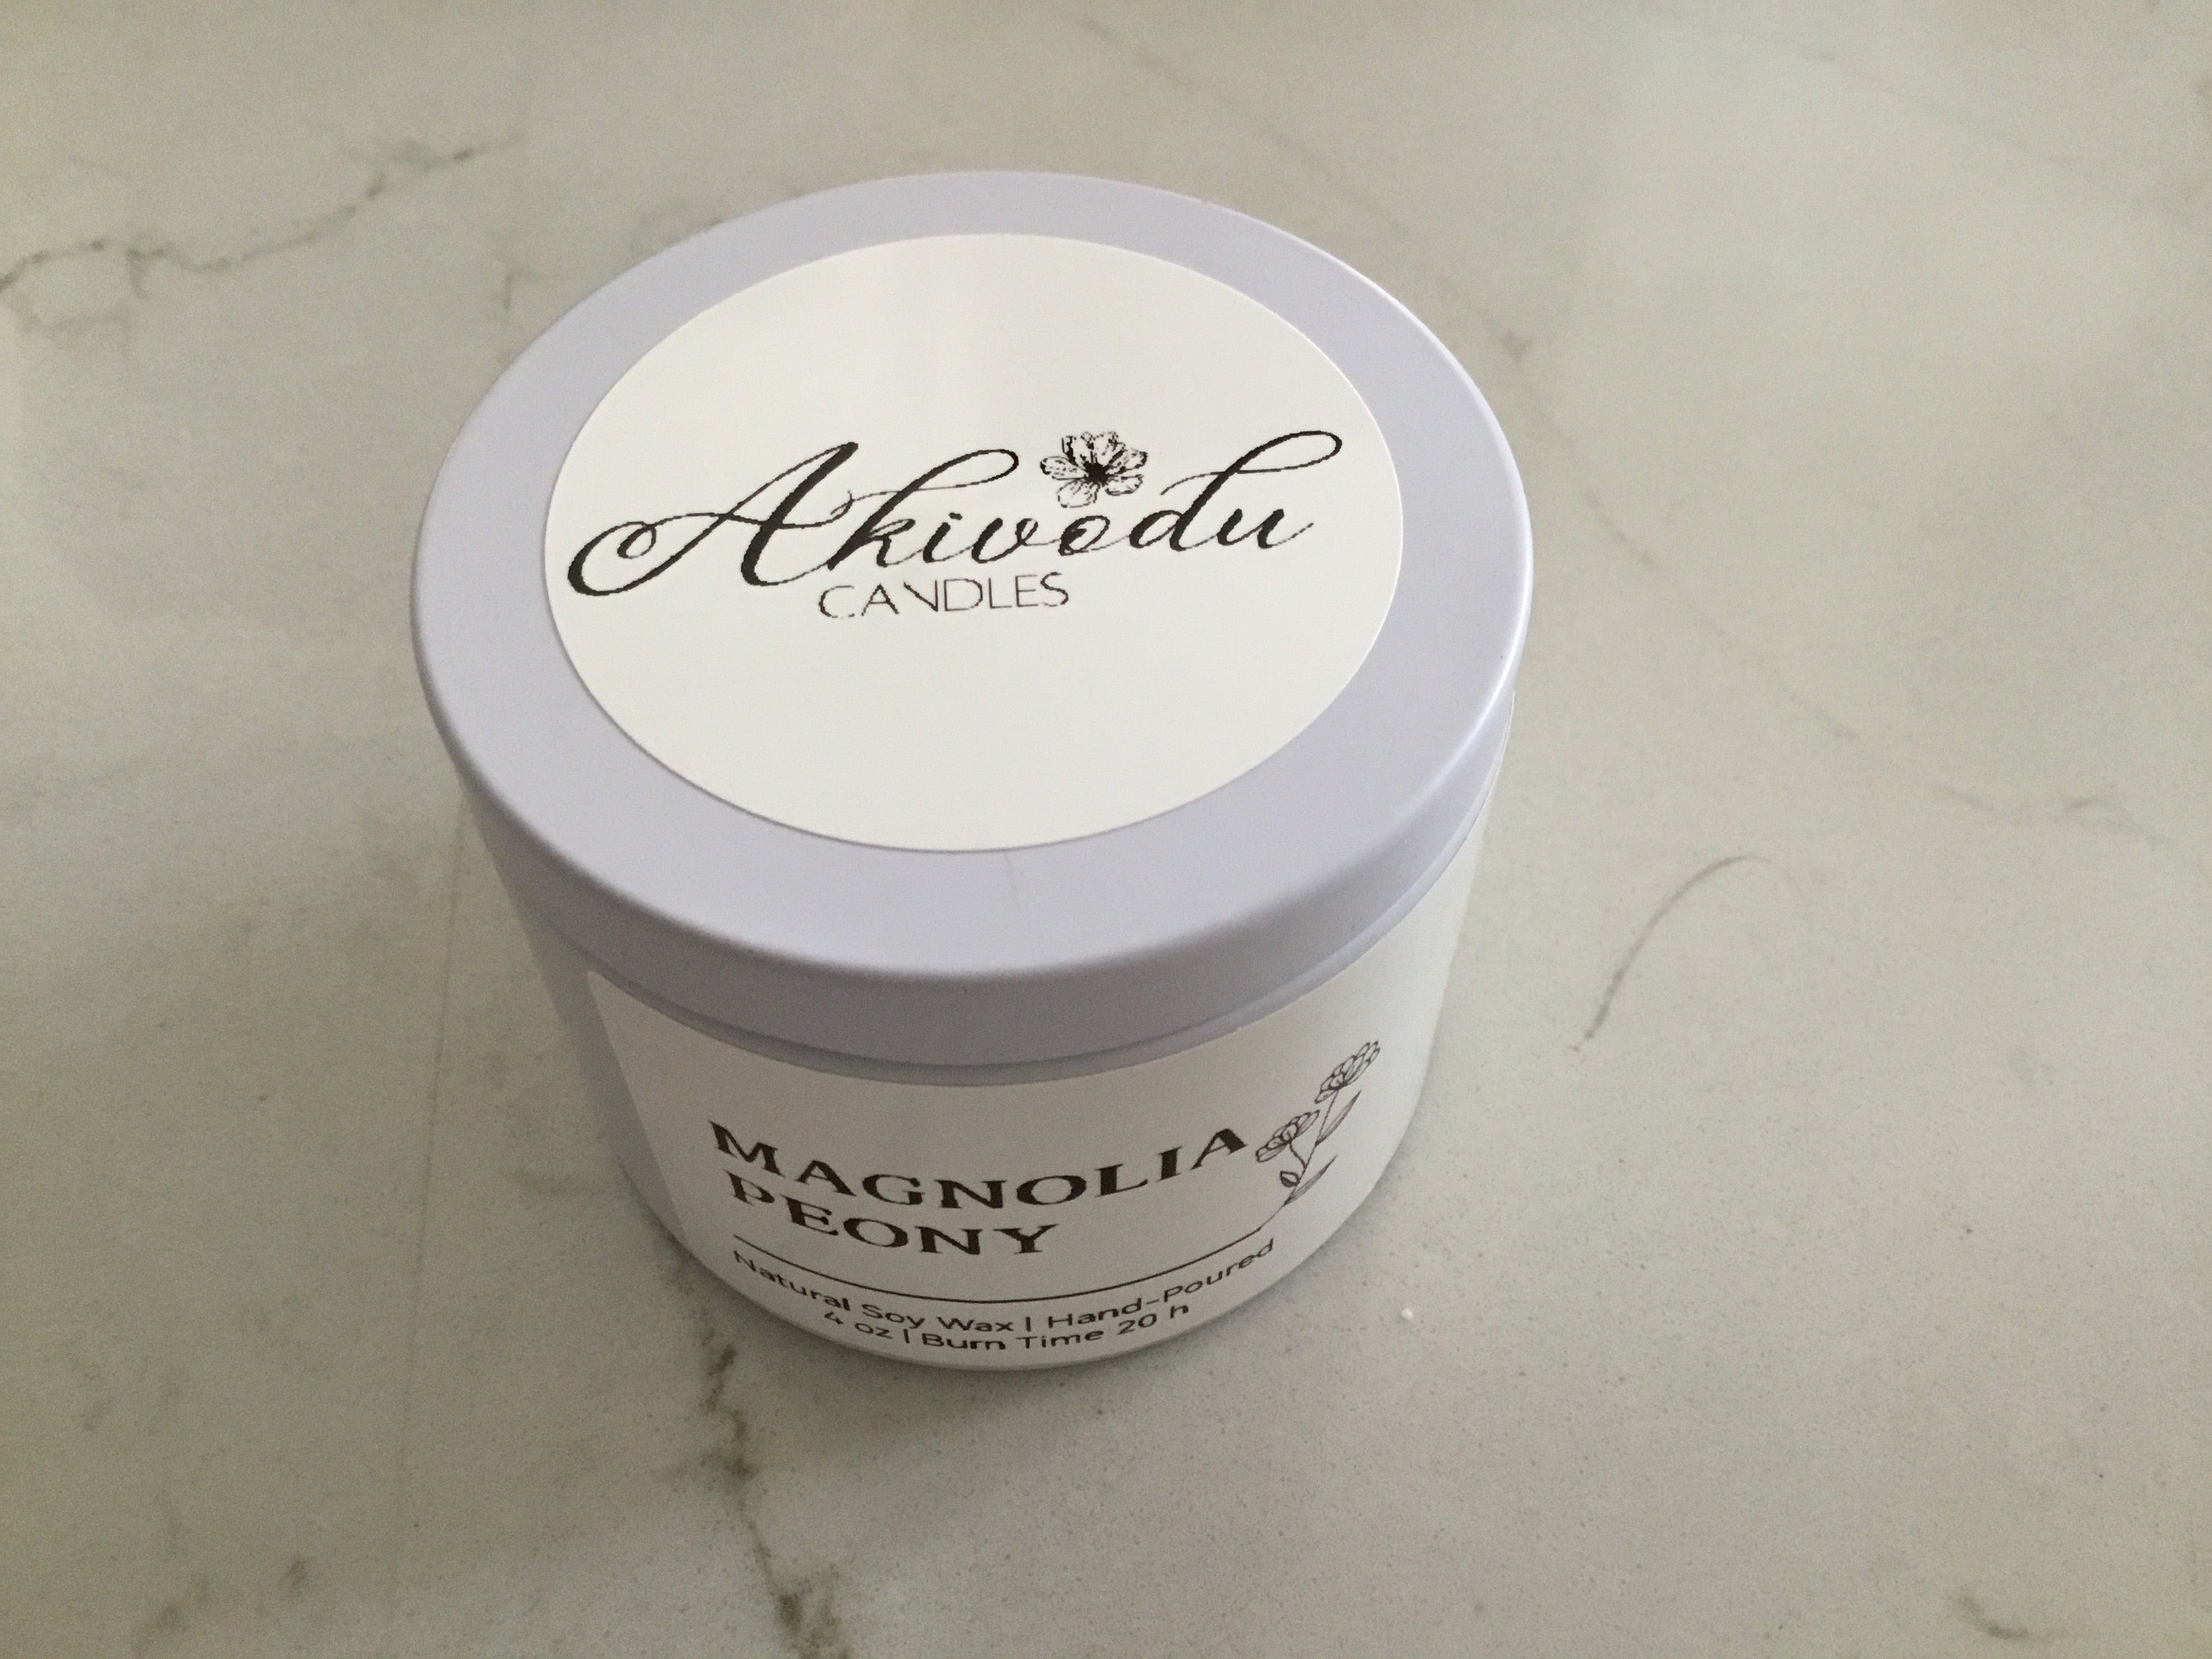 Akivodu
CANDLES
MAGNOLIA
PEONY
Natural Soy Wax | Hand-Poured
4 oz | Burn Time 20 h